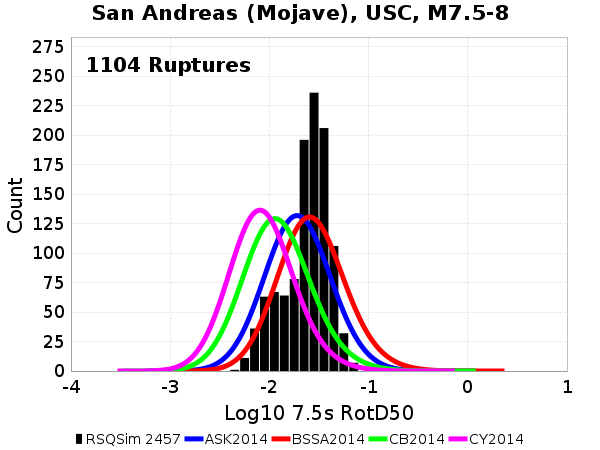 San Andreas (Mojave), USC, M7.5-8
1104 Ruptures
Count
275
250
225
200
175
150
125
100
75
50
25
0
-4 -3 -2 -1 0 1
Log10 7.5s RotD50
RSQSim 2457 ASK2014 BSSA2014 CB2014 CY2014